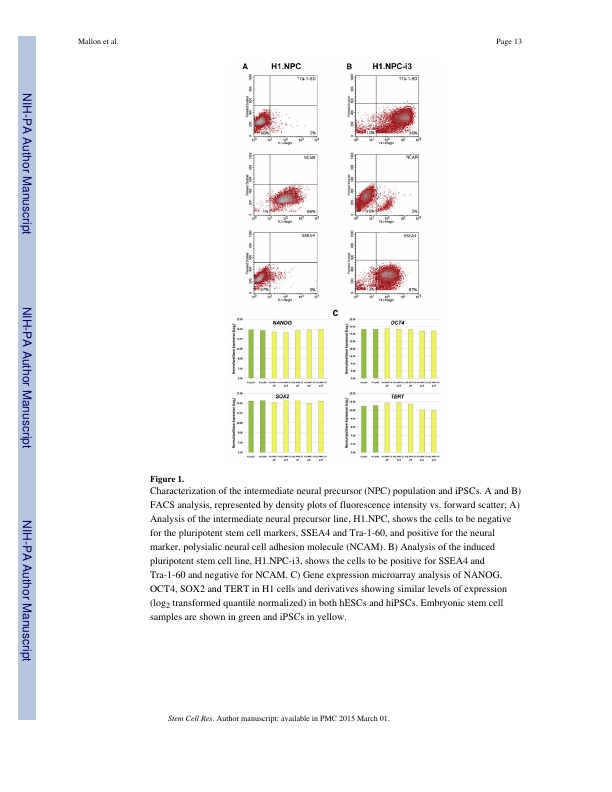 Mallon et al.
Page 13
NIH-PA Author Manuscript
NIH-PA Author Manuscript
NIH-PA Author Manuscript
A
H1.NPC
B
H1.NPC-i3
Tra-1-60
Tra-1-60
NCAM
NCAM
SSEA4
SSEA4
C
NANOG
OCT4
SOX2
TERT
Figure 1.
Characterization of the intermediate neural precursor (NPC) population and iPSCs. A and B)
FACS analysis, represented by density plots of fluorescence intensity vs. forward scatter; A)
Analysis of the intermediate neural precursor line, H1.NPC, shows the cells to be negative
for the pluripotent stem cell markers, SSEA4 and Tra-1-60, and positive for the neural
marker, polysialic neural cell adhesion molecule (NCAM). B) Analysis of the induced
pluripotent stem cell line, H1.NPC-i3, shows the cells to be positive for SSEA4 and
Tra-1-60 and negative for NCAM. C) Gene expression microarray analysis of NANOG,
OCT4, SOX2 and TERT in H1 cells and derivatives showing similar levels of expression
(log2 transformed quantile normalized) in both hESCs and hiPSCs. Embryonic stem cell
samples are shown in green and iPSCs in yellow.
Stem Cell Res. Author manuscript; available in PMC 2015 March 01.